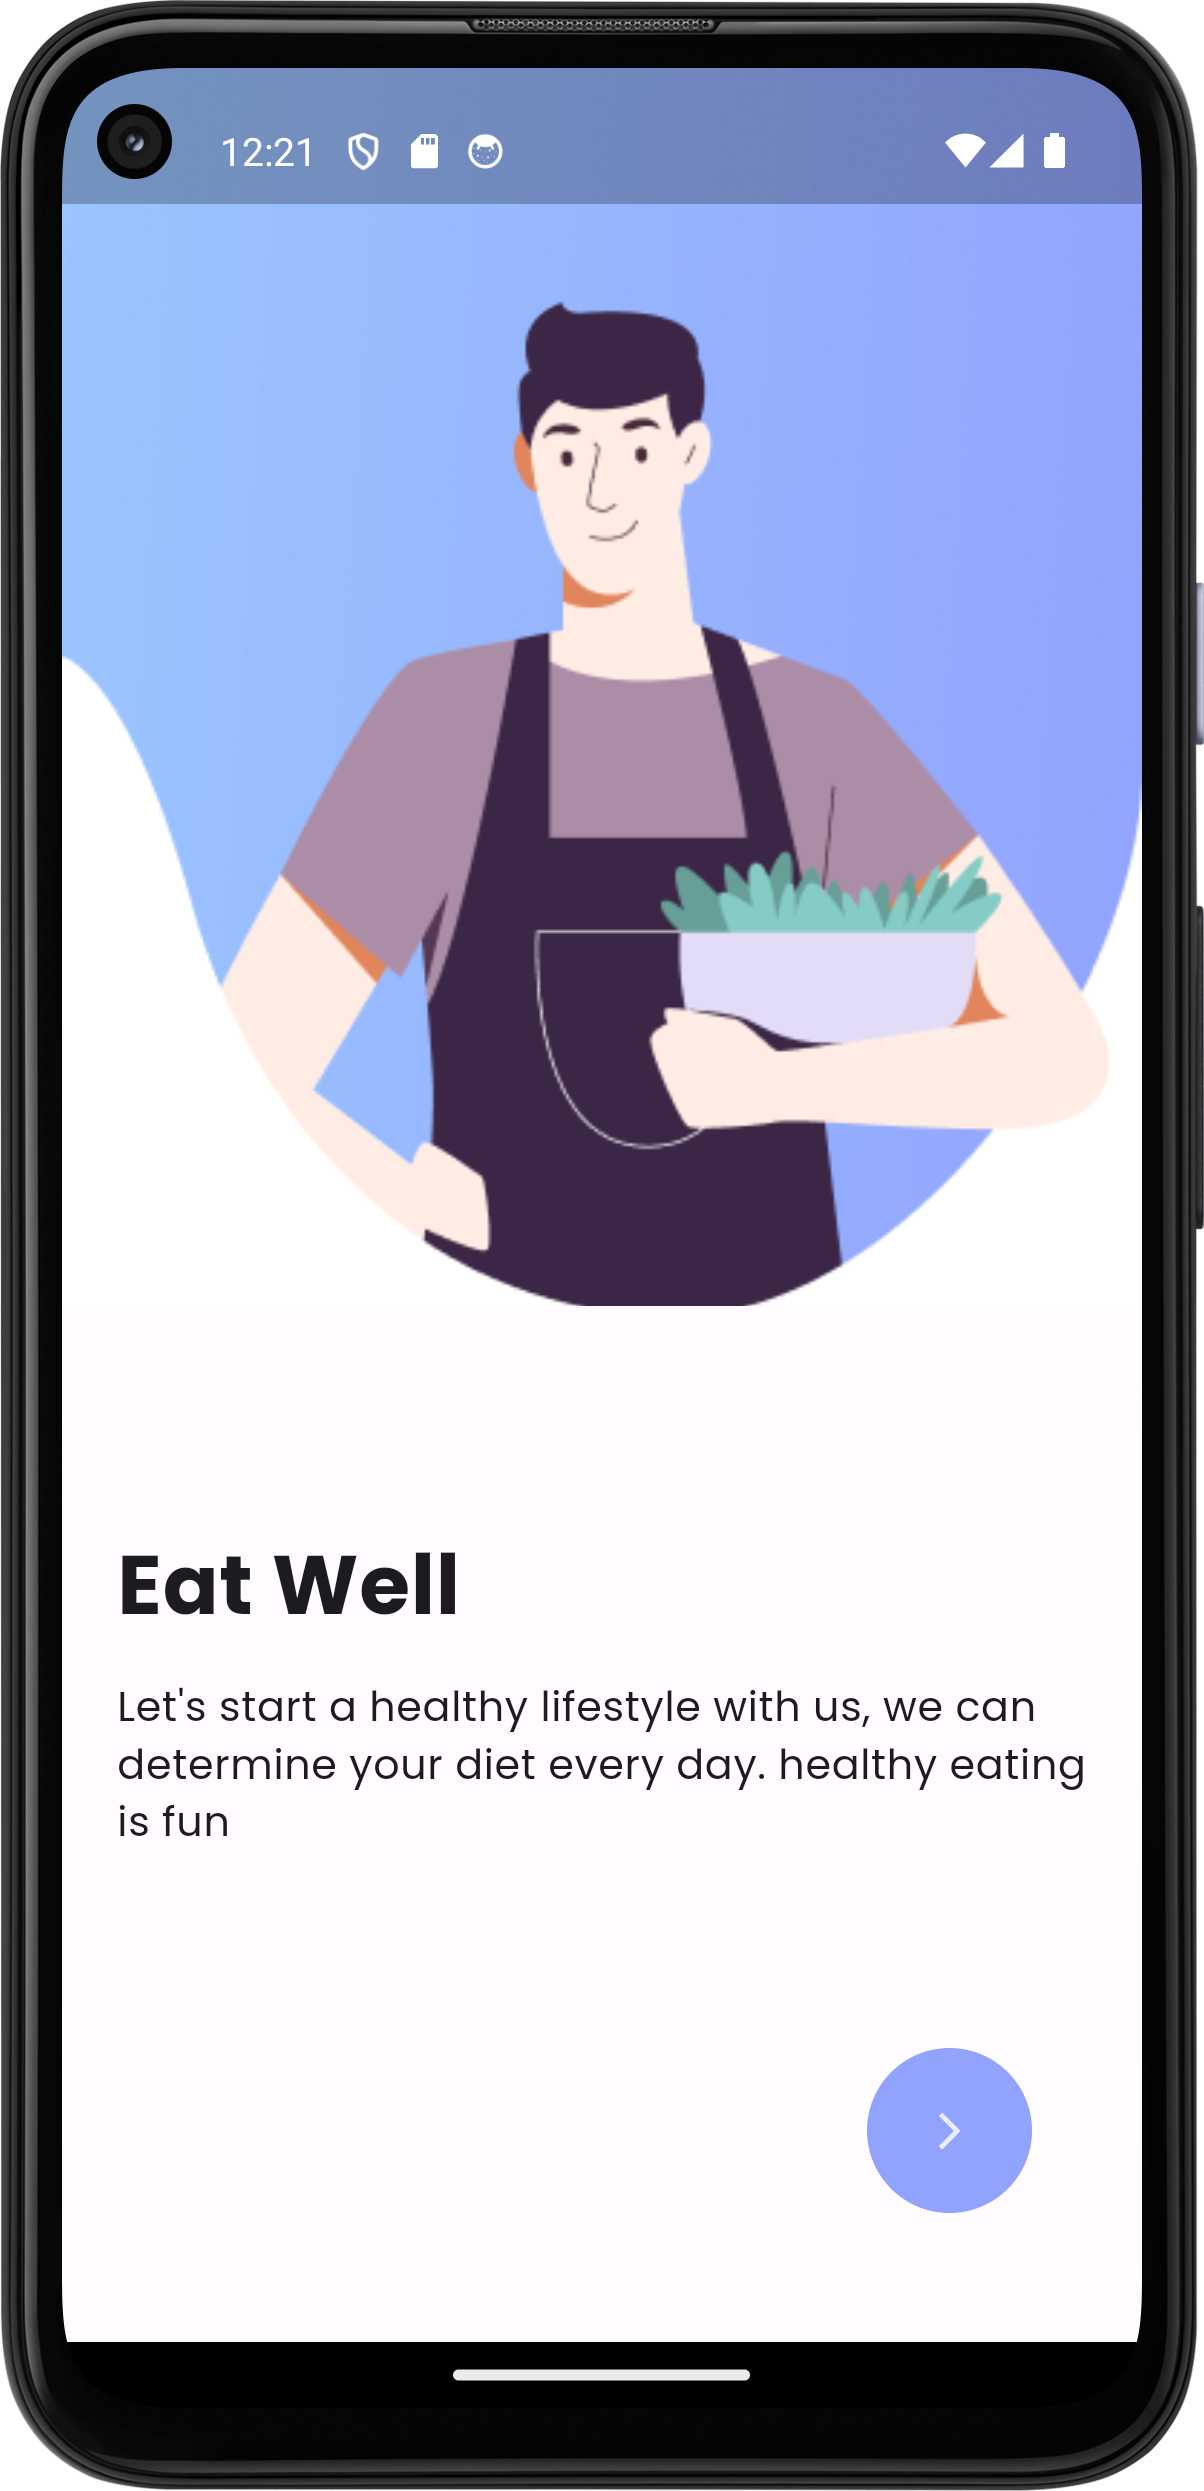 12:21
Eat Well
Let's start a healthy lifestyle with us, we can
determine your diet every day. healthy eating
is fun